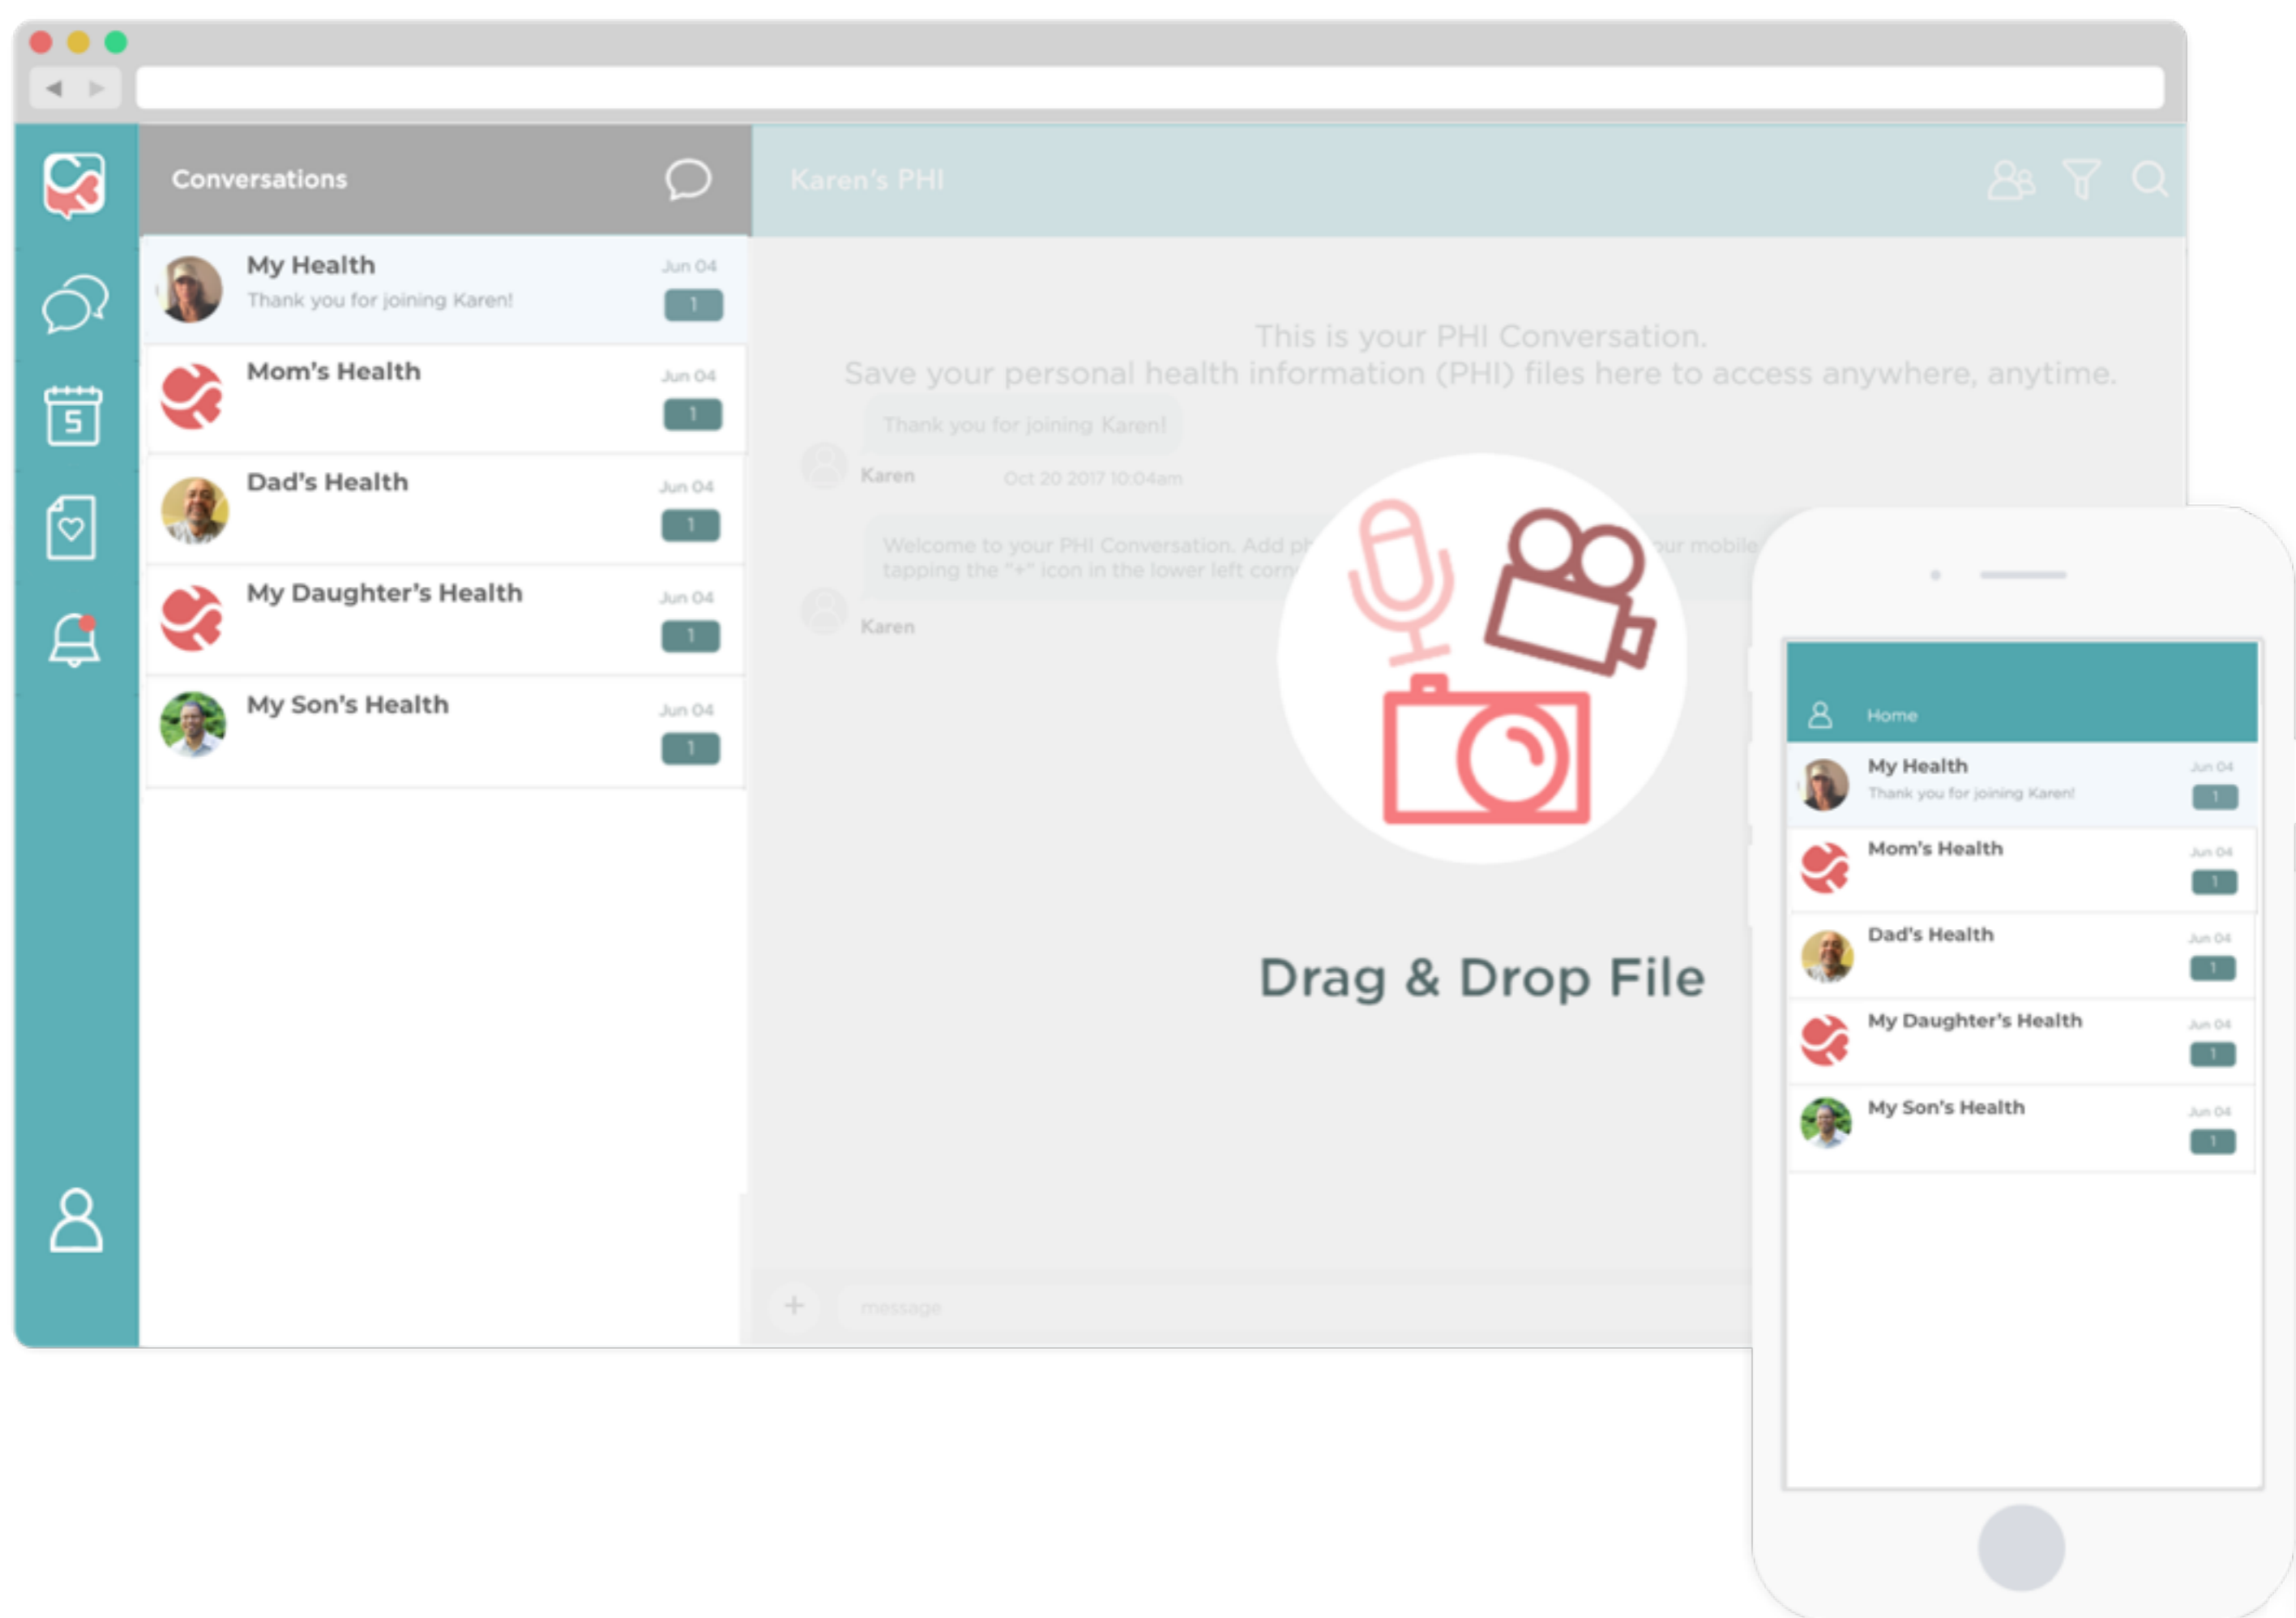 Conversations
Karen's PHI
My Health
Jun 04
Thank you for joining Karen!
1
Mom's Health
Jun 04
1
Dad's Health
Jun 04
1
My Daughter's Health
Jun 04
1
My Son's Health
Jun 04
1
5
This is your PHI Conversation.
Save your personal health information (PHI) files here to access anywhere, anytime.
Thank you for joining Karen!
Karen
Oct 20 2017 10:04am
Welcome to your PHI Conversation. Add
mobile
tapping the "+" icon in the lower left
Karen
Drag & Drop File
+
message
Home
My Health
Jun 04
Thank you for joining Karen!
1
Mom's Health
Jun 04
1
Dad's Health
Jun 04
1
My Daughter's Health
Jun 04
1
My Son's Health
Jun 04
1